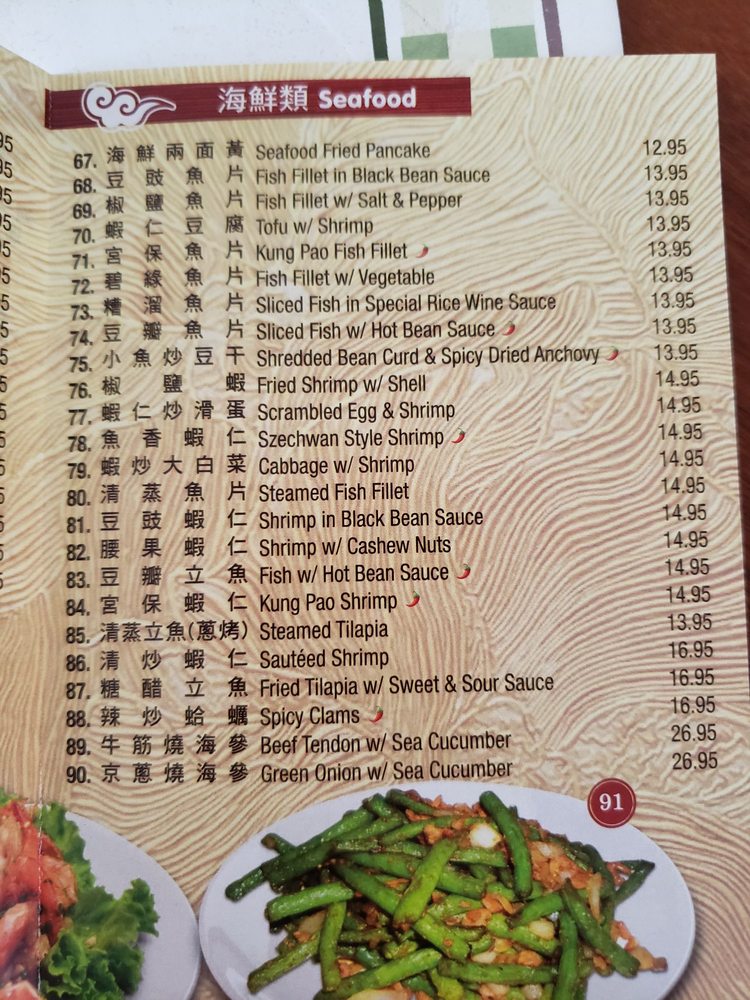 海鮮類 Seafood
67. 海鮮兩面黃 Seafood Fried Pancake 12.95
68. 豆豉魚片 Fish Fillet in Black Bean Sauce 13.95
69. 椒鹽魚片 Fish Fillet w/ Salt & Pepper 13.95
70. 蝦仁豆腐 Tofu w/ Shrimp 13.95
71. 宮保魚片 Kung Pao Fish Fillet 13.95
72. 碧緣魚片 Fish Fillet w/ Vegetable 13.95
73. 糟溜魚片 Sliced Fish in Special Rice Wine Sauce 13.95
74. 豆瓣魚片 Sliced Fish w/ Hot Bean Sauce 13.95
75. 小魚炒豆干 Shredded Bean Curd & Spicy Dried Anchovy 13.95
76. 椒鹽蝦 Fried Shrimp w/ Shell 14.95
77. 蝦仁炒滑蛋 Scrambled Egg & Shrimp 14.95
78. 魚香蝦仁 Szechwan Style Shrimp 14.95
79. 蝦炒大白菜 Cabbage w/ Shrimp 14.95
80. 清蒸魚片 Steamed Fish Fillet 14.95
81. 豆豉蝦仁 Shrimp in Black Bean Sauce 14.95
82. 腰果蝦仁 Shrimp w/ Cashew Nuts 14.95
83. 豆瓣立魚 Fish w/ Hot Bean Sauce 14.95
84. 宮保蝦仁 Kung Pao Shrimp 14.95
85. 清蒸立魚(蔥烤) Steamed Tilapia 13.95
86. 清炒蝦仁 Sautéed Shrimp 16.95
87. 糖醋立魚 Fried Tilapia w/ Sweet & Sour Sauce 16.95
88. 辣炒蛤蠣 Spicy Clams 16.95
89. 牛筋燒海參 Beef Tendon w/ Sea Cucumber 26.95
90. 京蔥燒海參 Green Onion w/ Sea Cucumber 26.95
91